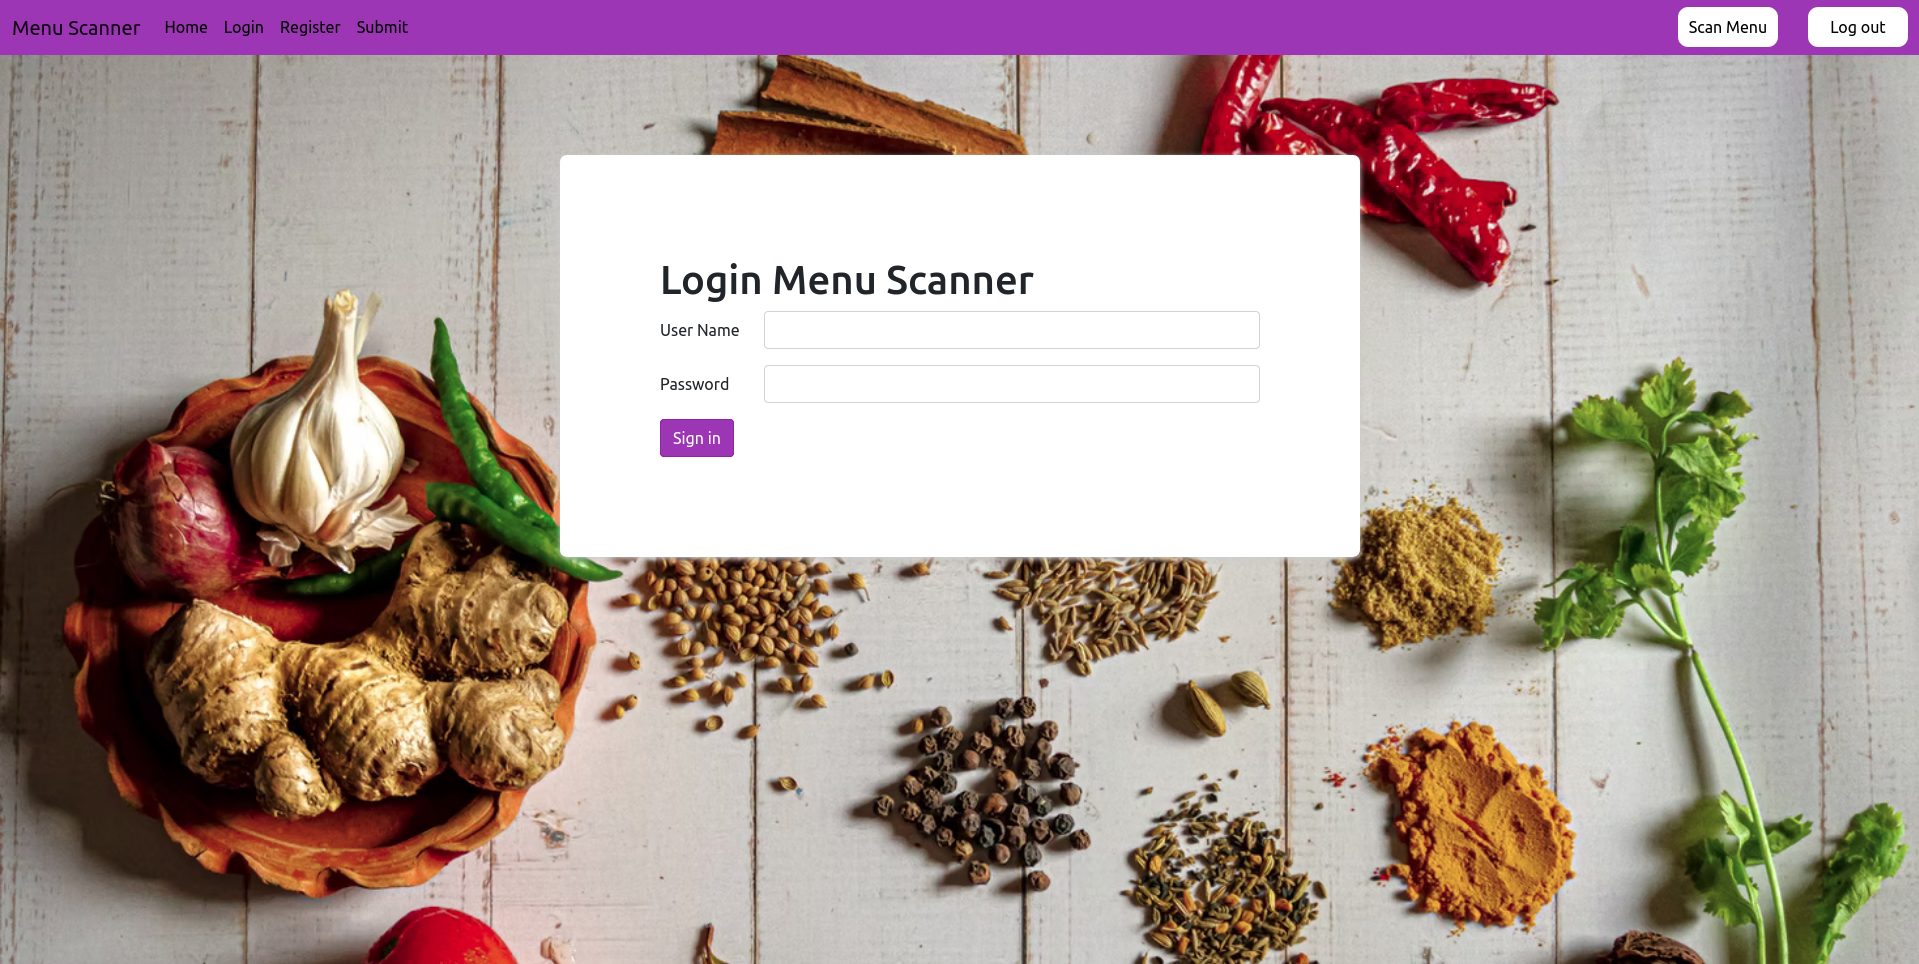 Menu Scanner Home Login Register Submit Scan Menu Log out
Login Menu Scanner
User Name
Password
Sign in